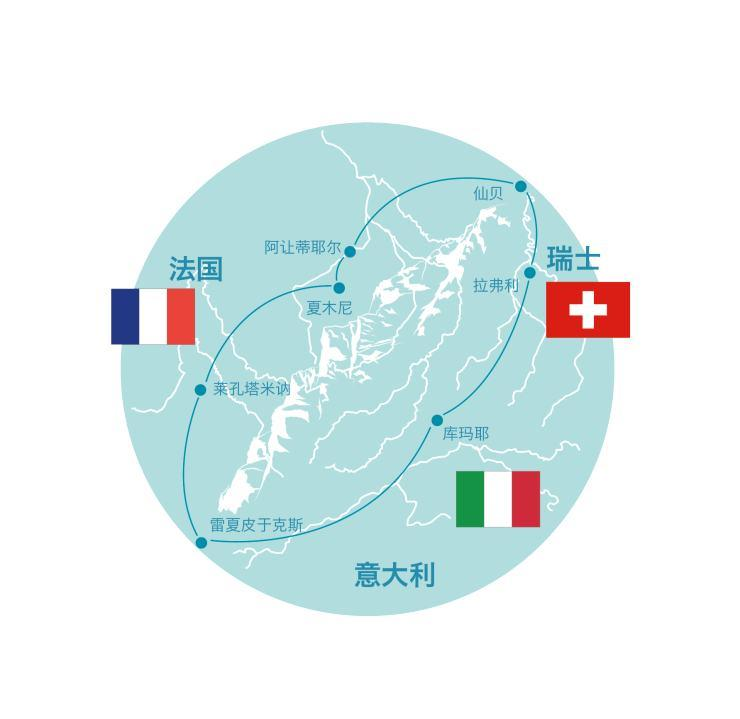 仙贝
阿让蒂耶尔
瑞士
法国
拉弗利
夏木尼
莱孔塔米讷
库玛耶
雷夏皮于克斯
意大利